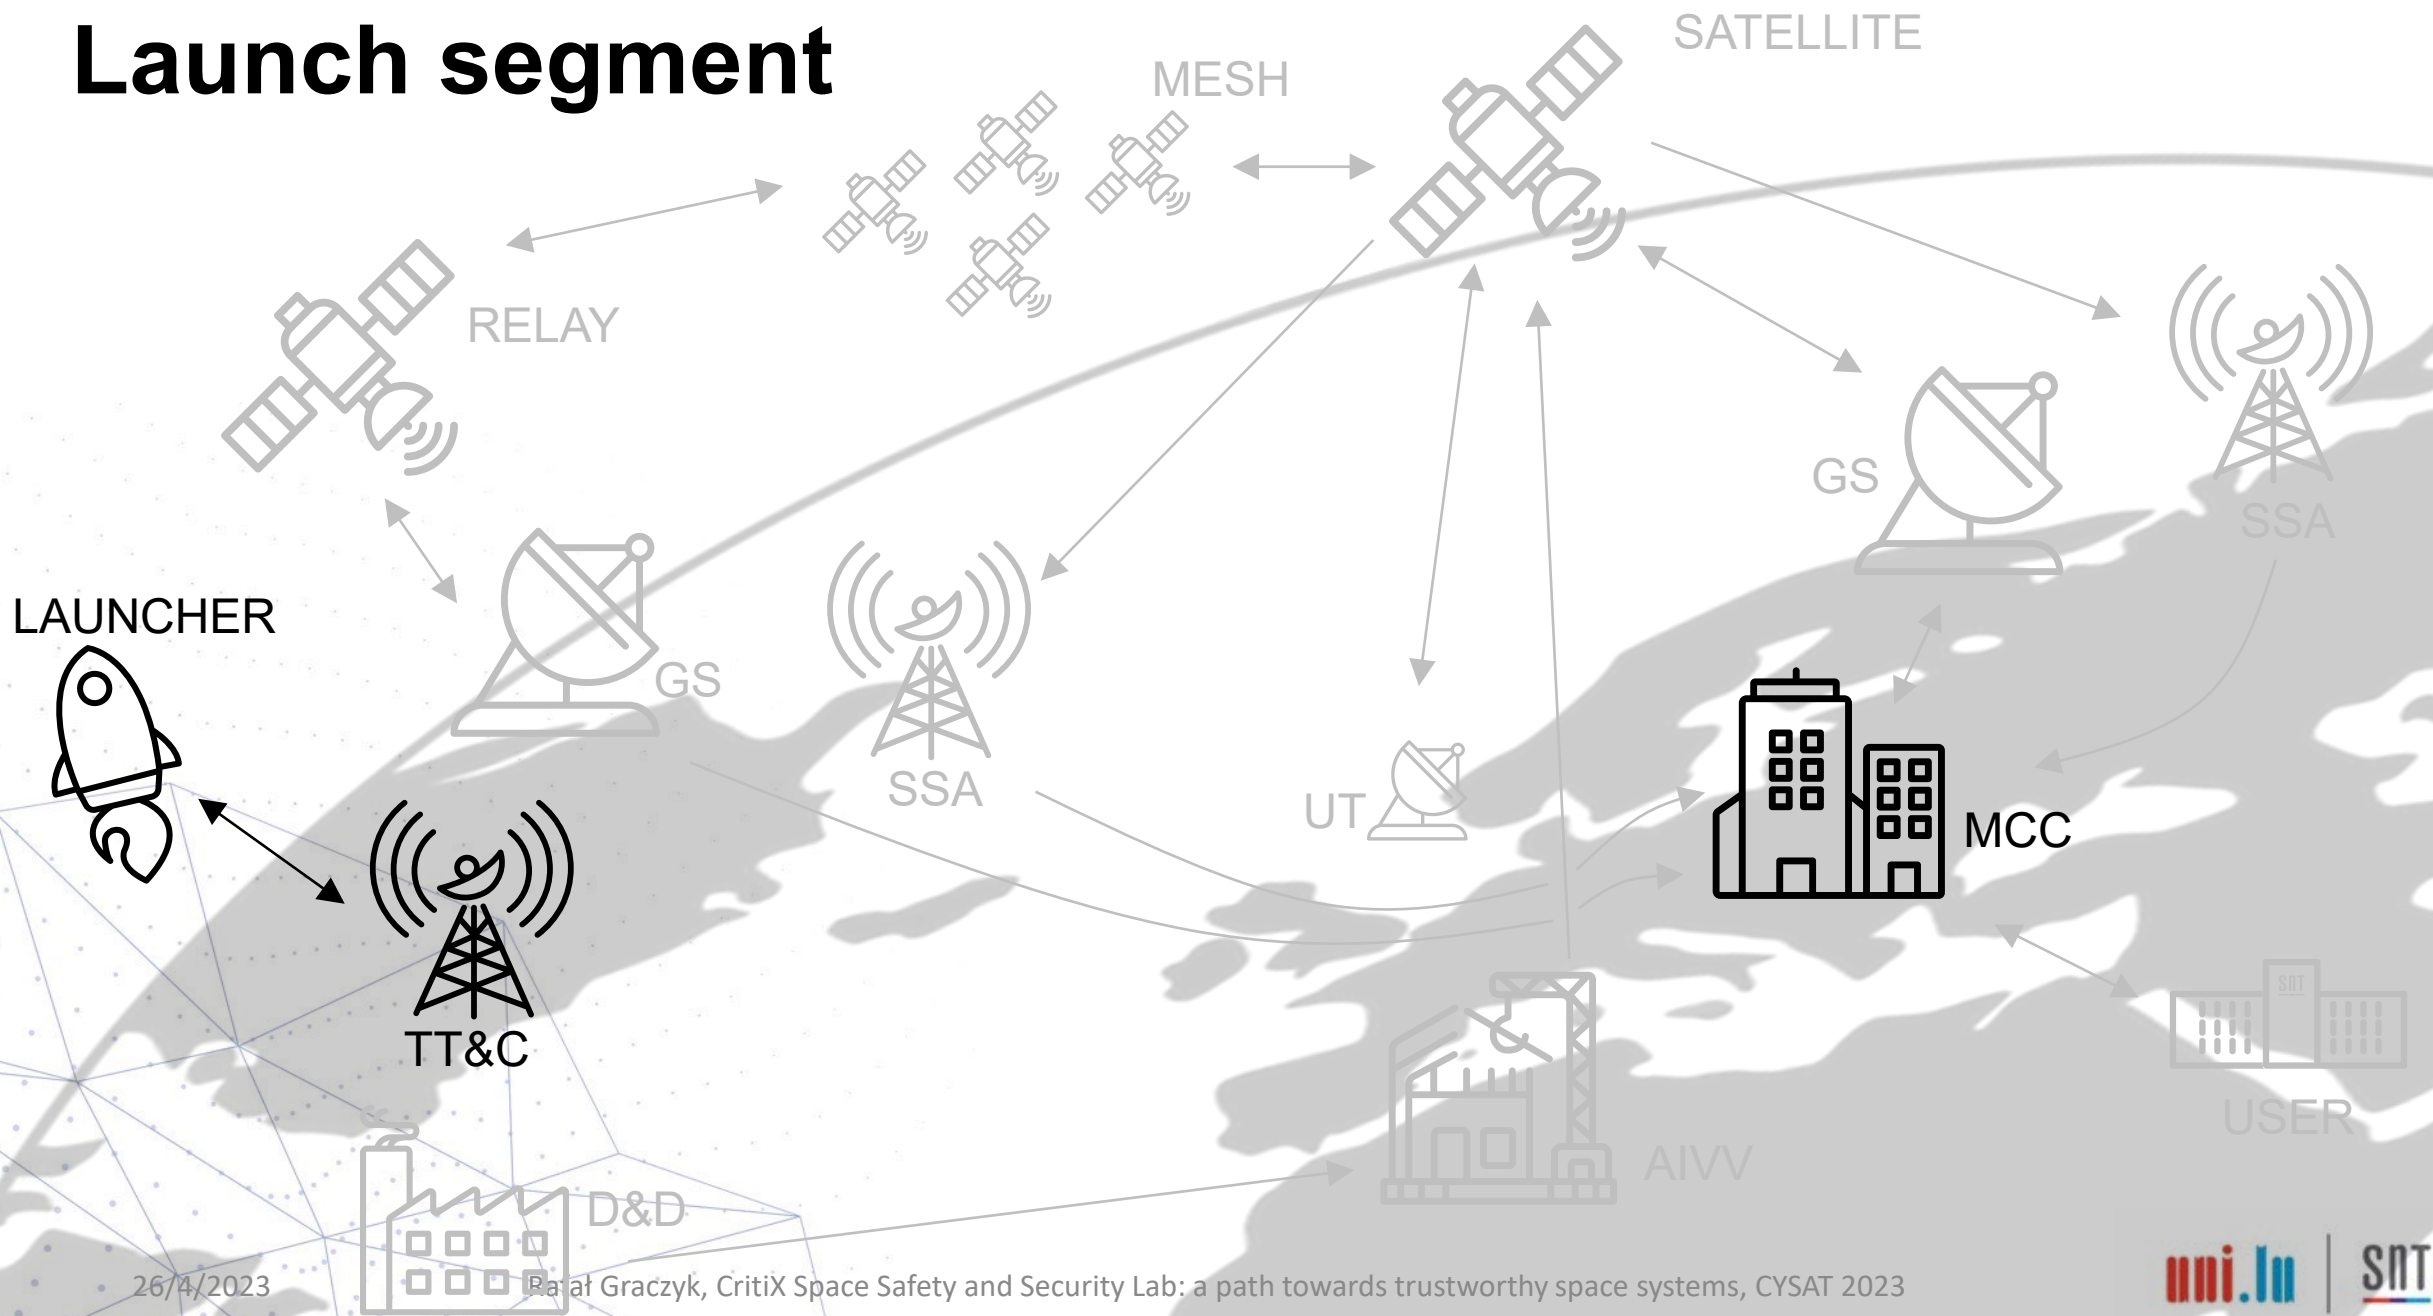 Launch segment
SATELLITE
MESH
RELAY
GS
SSA
LAUNCHER
GS
SSA
UT
MCC
TT&C
SNT
USER
AIVV
D&D
26/4/2023
Rafał Graczyk, CritiX Space Safety and Security Lab: a path towards trustworthy space systems, CYSAT 2023
uni.lu
SNT